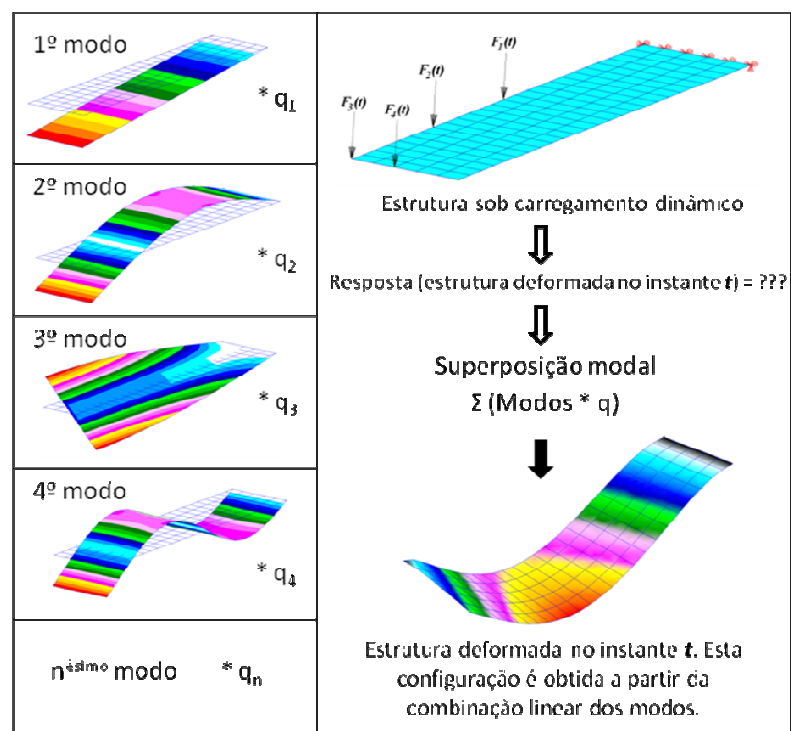 1º modo
* q1
2º modo
* q2
3º modo
* q3
4º modo
* q4
nésimo modo * qn
F1(t)
F2(t)
F3(t)
F4(t)
Estrutura sob carregamento dinâmico
Resposta (estrutura deformada no instante t) = ???
Superposição modal
Σ (Modos * q)
Estrutura deformada no instante t. Esta
configuração é obtida a partir da
combinação linear dos modos.